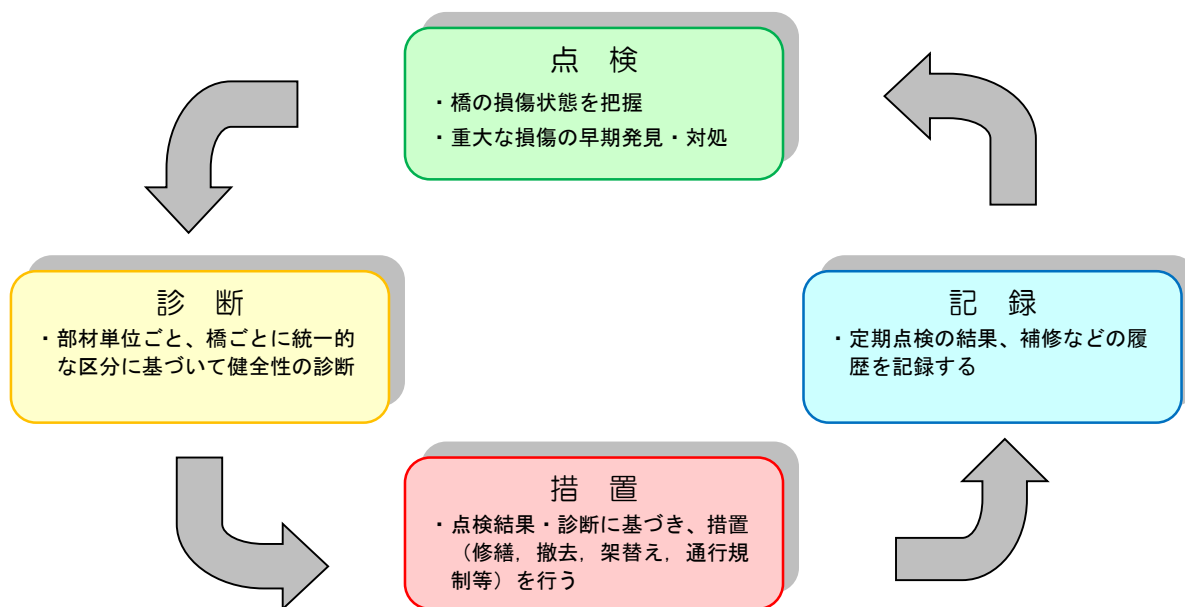 点　検
・橋の損傷状態を把握
・重大な損傷の早期発見・対処
診　断
・部材単位ごと、橋ごとに統一的
な区分に基づいて健全性の診断
記　録
・定期点検の結果、補修などの履
歴を記録する
措　置
・点検結果・診断に基づき、措置
（修繕，撤去，架替え，通行規
制等）を行う